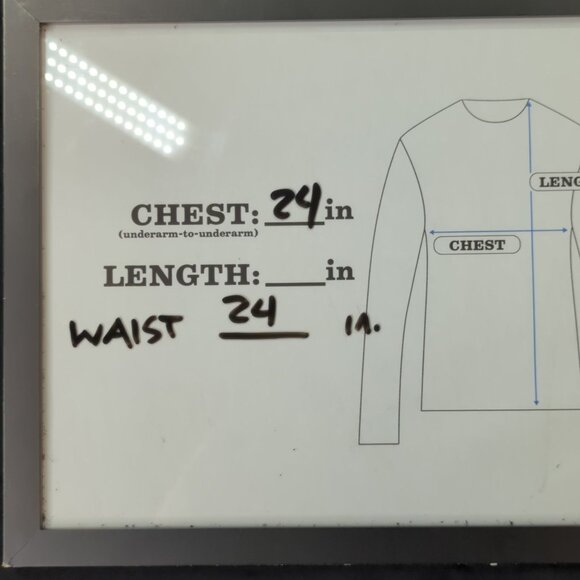 CHEST: 24 in
(underarm-to-underarm)
LENGTH: ___ in
WAIST 24 in.
LENG
CHEST